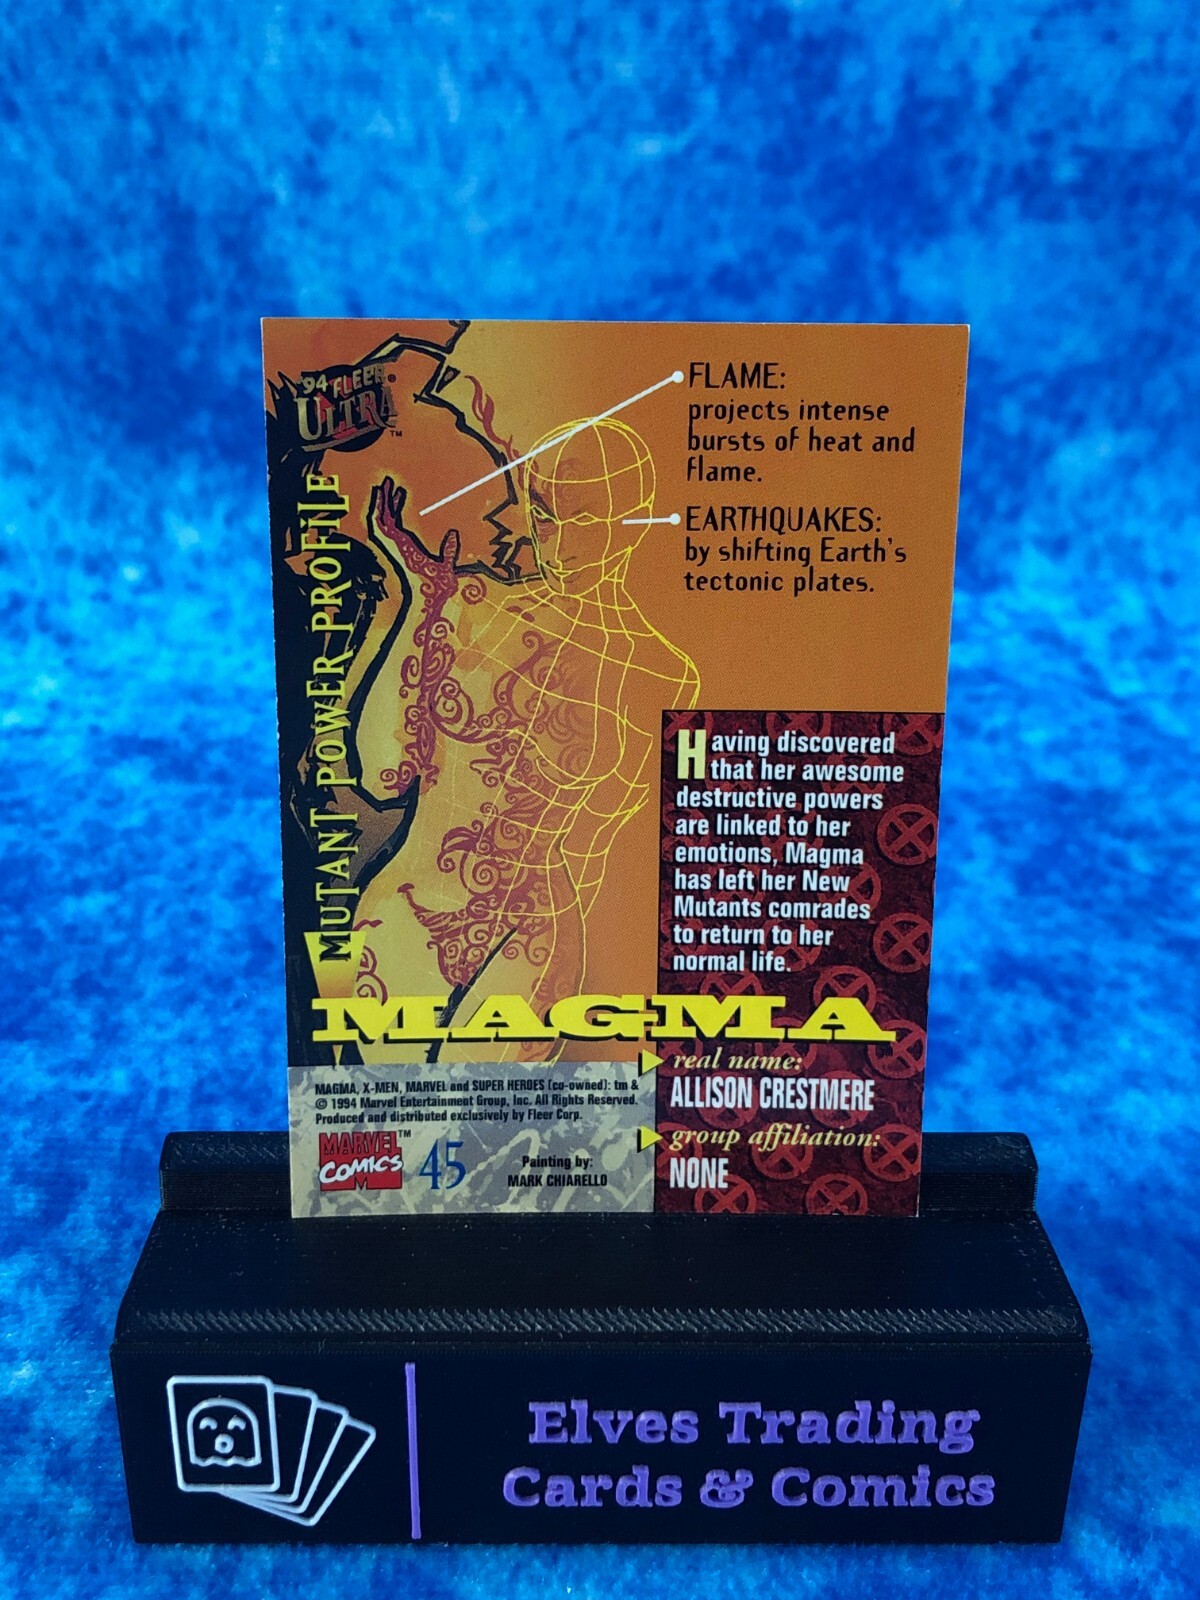 '94 FLEER®
ULTRA™
MUTANT POWER PROFILE
FLAME:
projects intense
bursts of heat and
flame.
EARTHQUAKES:
by shifting Earth's
tectonic plates.
Having discovered
that her awesome
destructive powers
are linked to her
emotions, Magma
has left her New
Mutants comrades
to return to her
normal life.
MAGMA
real name:
ALLISON CRESTMERE
group affiliation:
NONE
MAGMA, X-MEN, MARVEL and SUPER HEROES (co-owned): tm &
© 1994 Marvel Entertainment Group, Inc. All Rights Reserved.
Produced and distributed exclusively by Fleer Corp.
MARVEL™
COMICS
45
Painting by:
MARK CHIARELLO
Elves Trading
Cards & Comics